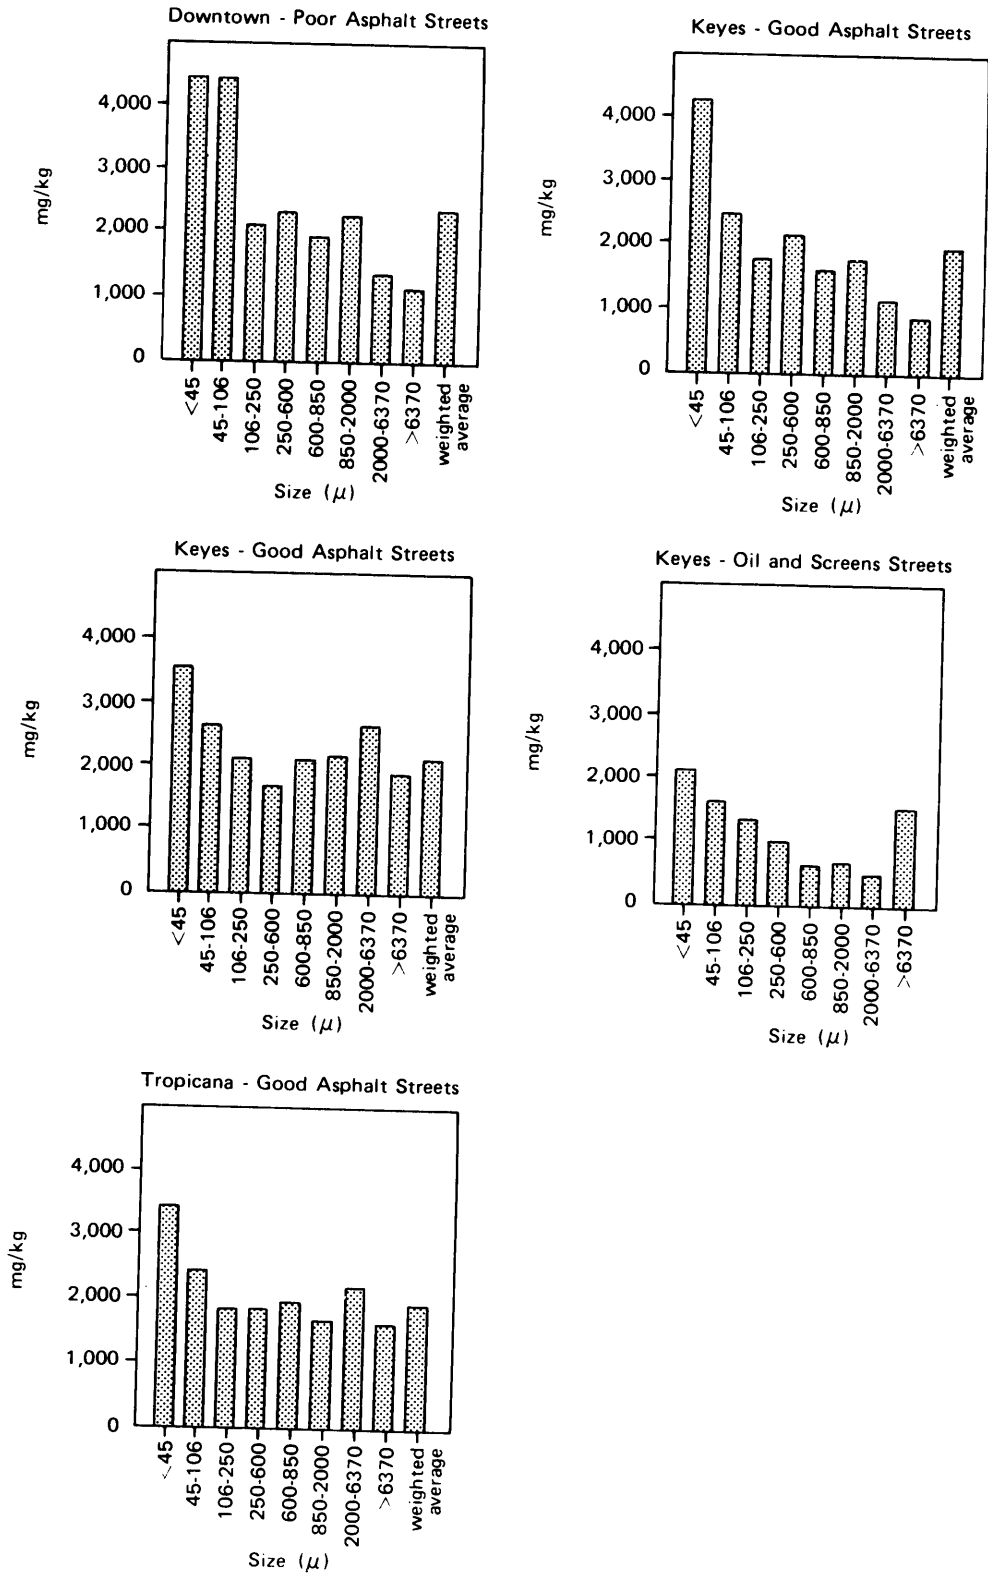 Downtown - Poor Asphalt Streets
mg/kg
4,000
3,000
2,000
1,000
0
<45
45-106
106-250
250-600
600-850
850-2000
2000-6370
>6370
weighted
average
Size (μ)
Keyes - Good Asphalt Streets
mg/kg
4,000
3,000
2,000
1,000
0
<45
45-106
106-250
250-600
600-850
850-2000
2000-6370
>6370
weighted
average
Size (μ)
Keyes - Good Asphalt Streets
mg/kg
4,000
3,000
2,000
1,000
0
<45
45-106
106-250
250-600
600-850
850-2000
2000-6370
>6370
weighted
average
Size (μ)
Keyes - Oil and Screens Streets
mg/kg
4,000
3,000
2,000
1,000
0
<45
45-106
106-250
250-600
600-850
850-2000
2000-6370
>6370
Size (μ)
Tropicana - Good Asphalt Streets
mg/kg
4,000
3,000
2,000
1,000
0
<45
45-106
106-250
250-600
600-850
850-2000
2000-6370
>6370
weighted
average
Size (μ)